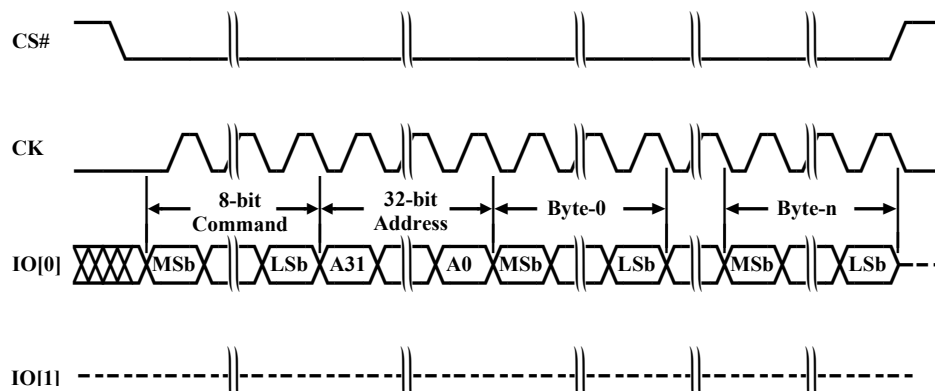 CS#
CK
8-bit
Command
32-bit
Address
Byte-0
Byte-n
IO[0]
MSb
LSb
A31
A0
MSb
LSb
MSb
LSb
IO[1]